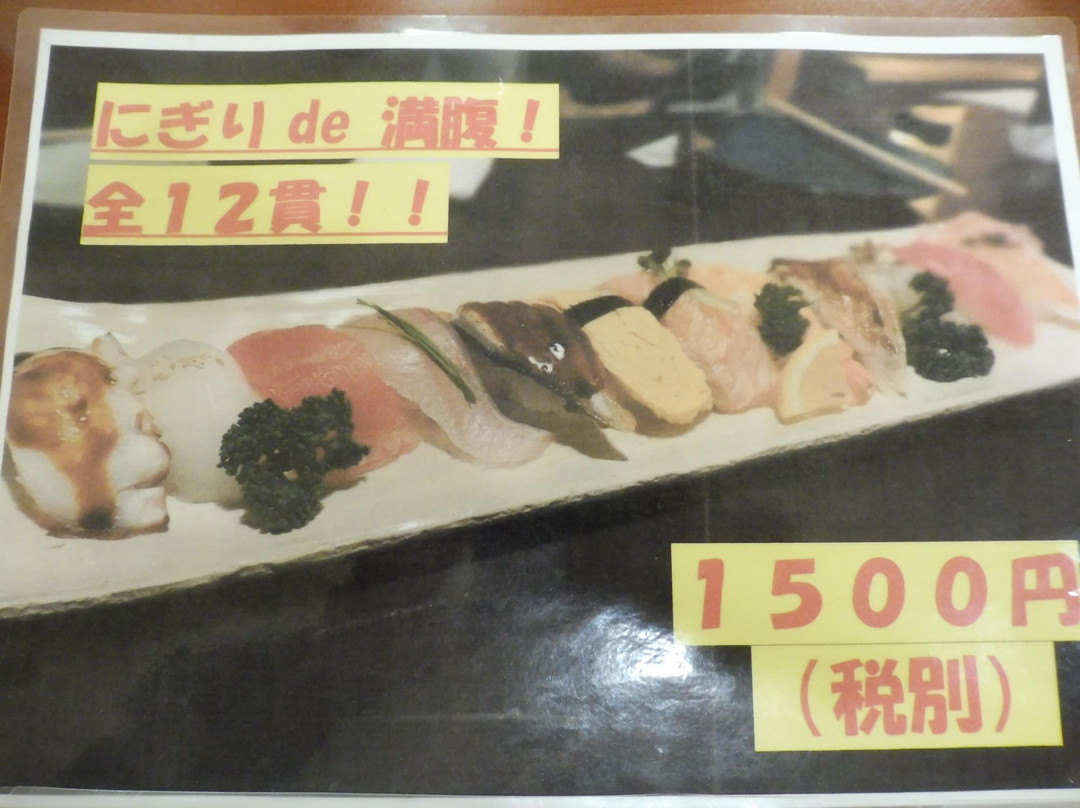 にぎり de 満腹！
全１２貫！！
１５００円
（税別）